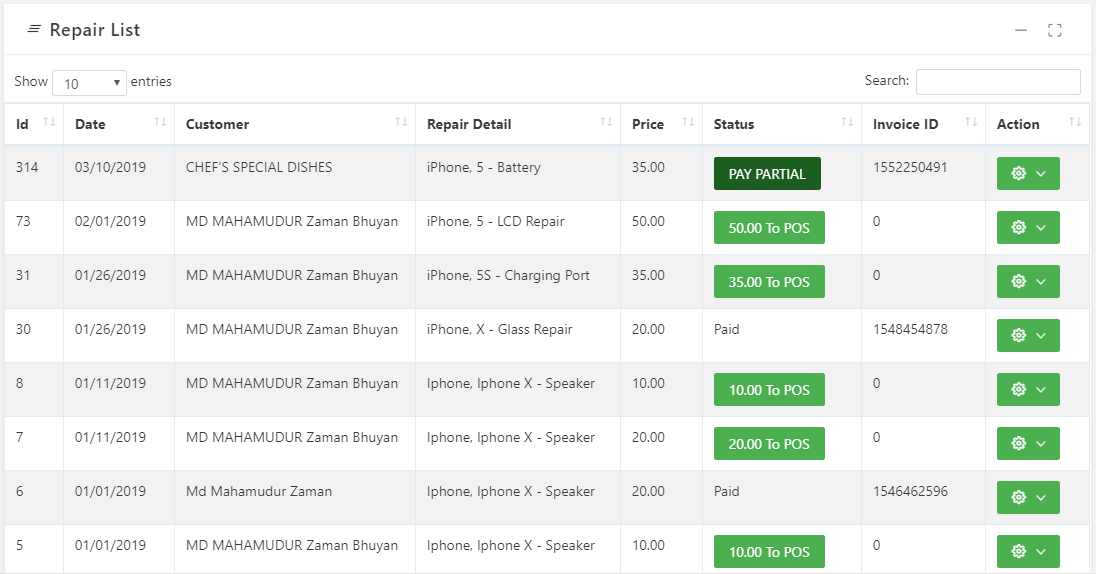 Repair List
Show 10 entries Search:
Id Date Customer Repair Detail Price Status Invoice ID Action
314 03/10/2019 CHEF'S SPECIAL DISHES iPhone, 5 - Battery 35.00 PAY PARTIAL 1552250491
73 02/01/2019 MD MAHAMUDUR Zaman Bhuyan iPhone, 5 - LCD Repair 50.00 50.00 To POS 0
31 01/26/2019 MD MAHAMUDUR Zaman Bhuyan iPhone, 5S - Charging Port 35.00 35.00 To POS 0
30 01/26/2019 MD MAHAMUDUR Zaman Bhuyan iPhone, X - Glass Repair 20.00 Paid 1548454878
8 01/11/2019 MD MAHAMUDUR Zaman Bhuyan Iphone, Iphone X - Speaker 10.00 10.00 To POS 0
7 01/11/2019 MD MAHAMUDUR Zaman Bhuyan Iphone, Iphone X - Speaker 20.00 20.00 To POS 0
6 01/01/2019 Md Mahamudur Zaman Iphone, Iphone X - Speaker 20.00 Paid 1546462596
5 01/01/2019 MD MAHAMUDUR Zaman Bhuyan Iphone, Iphone X - Speaker 10.00 10.00 To POS 0